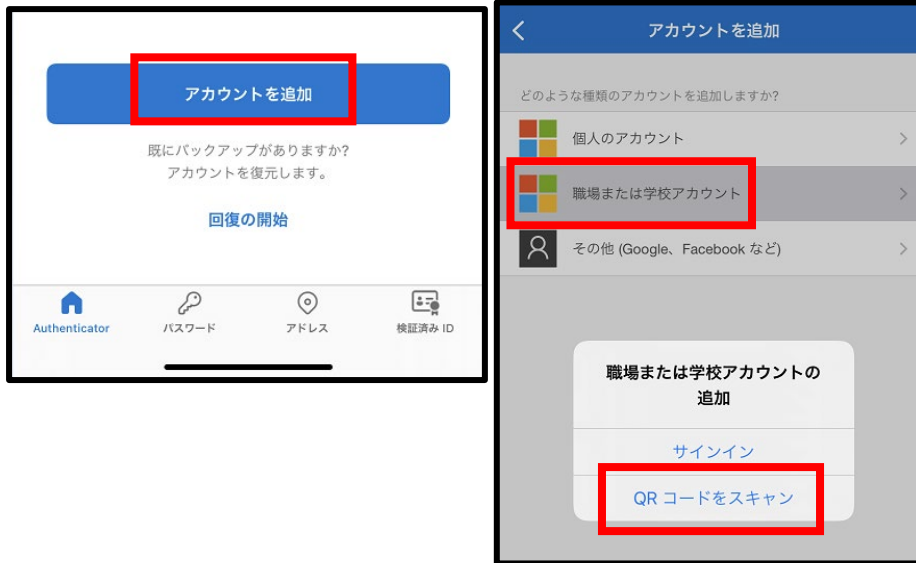 アカウントを追加
既にバックアップがありますか?
アカウントを復元します。
回復の開始
Authenticator
パスワード
アドレス
検証済み ID
アカウントを追加
どのような種類のアカウントを追加しますか?
個人のアカウント
職場または学校アカウント
その他 (Google、Facebook など)
職場または学校アカウントの
追加
サインイン
QR コードをスキャン